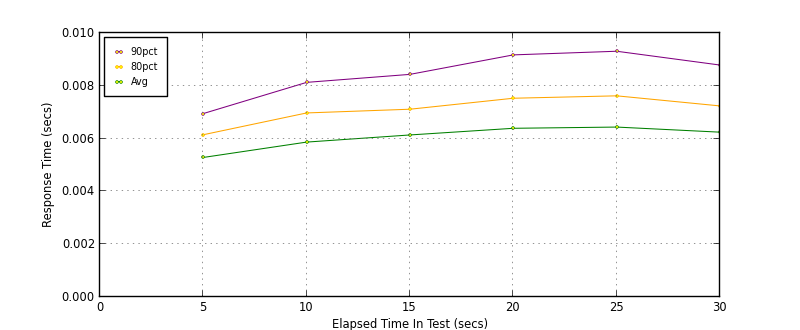 0.010
90pct
80pct
Avg
0.008
0.006
0.004
0.002
0.000
Response Time (secs)
0 5 10 15 20 25 30
Elapsed Time In Test (secs)